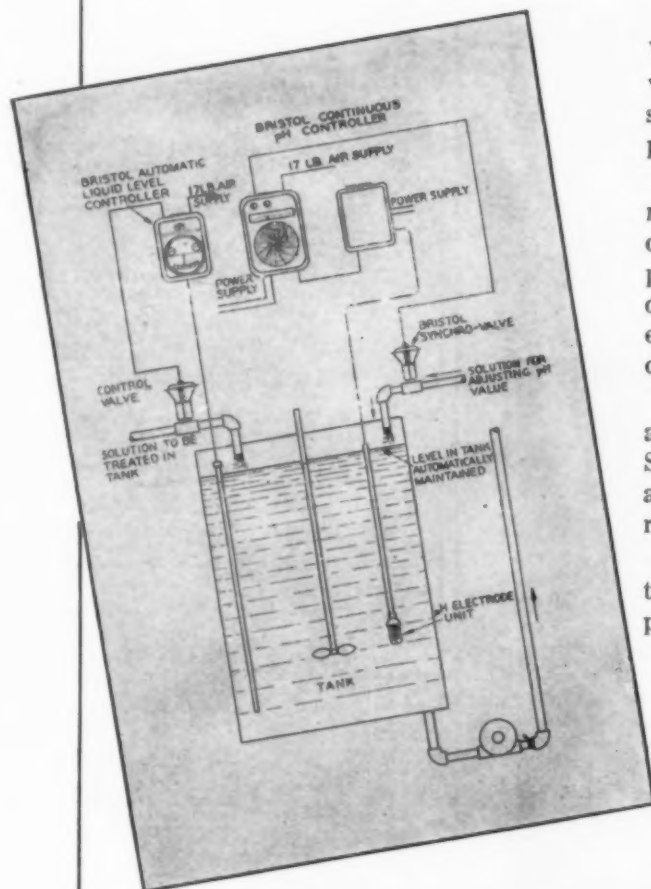 BRISTOL CONTINUOUS
pH CONTROLLER
17 LB. AIR SUPPLY
BRISTOL AUTOMATIC
LIQUID LEVEL
CONTROLLER
17LB. AIR
SUPPLY
POWER SUPPLY
POWER
SUPPLY
BRISTOL
SYNCHRO-VALVE
CONTROL
VALVE
SOLUTION FOR
ADJUSTING pH
VALUE
SOLUTION TO BE
TREATED IN
TANK
LEVEL IN TANK
AUTOMATICALLY
MAINTAINED
pH ELECTRODE
UNIT
TANK